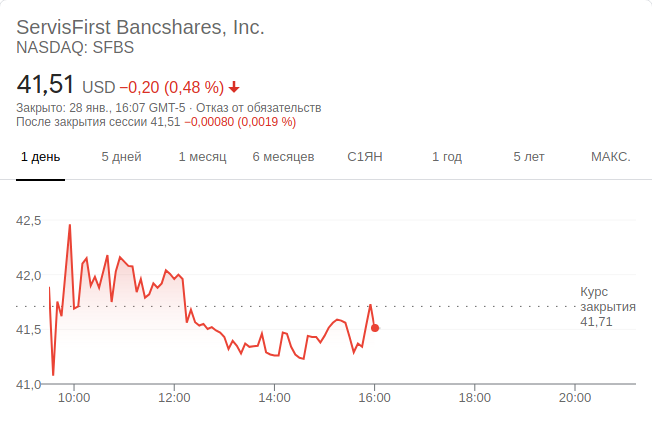 ServisFirst Bancshares, Inc.
NASDAQ: SFBS
41,51 USD −0,20 (0,48 %)
Закрыто: 28 янв., 16:07 GMT-5 · Отказ от обязательств
После закрытия сессии 41,51 −0,00080 (0,0019 %)
1 день 5 дней 1 месяц 6 месяцев С1ЯН 1 год 5 лет МАКС.
42,5
42,0
Курс
закрытия
41,71
41,5
41,0
10:00 12:00 14:00 16:00 18:00 20:00